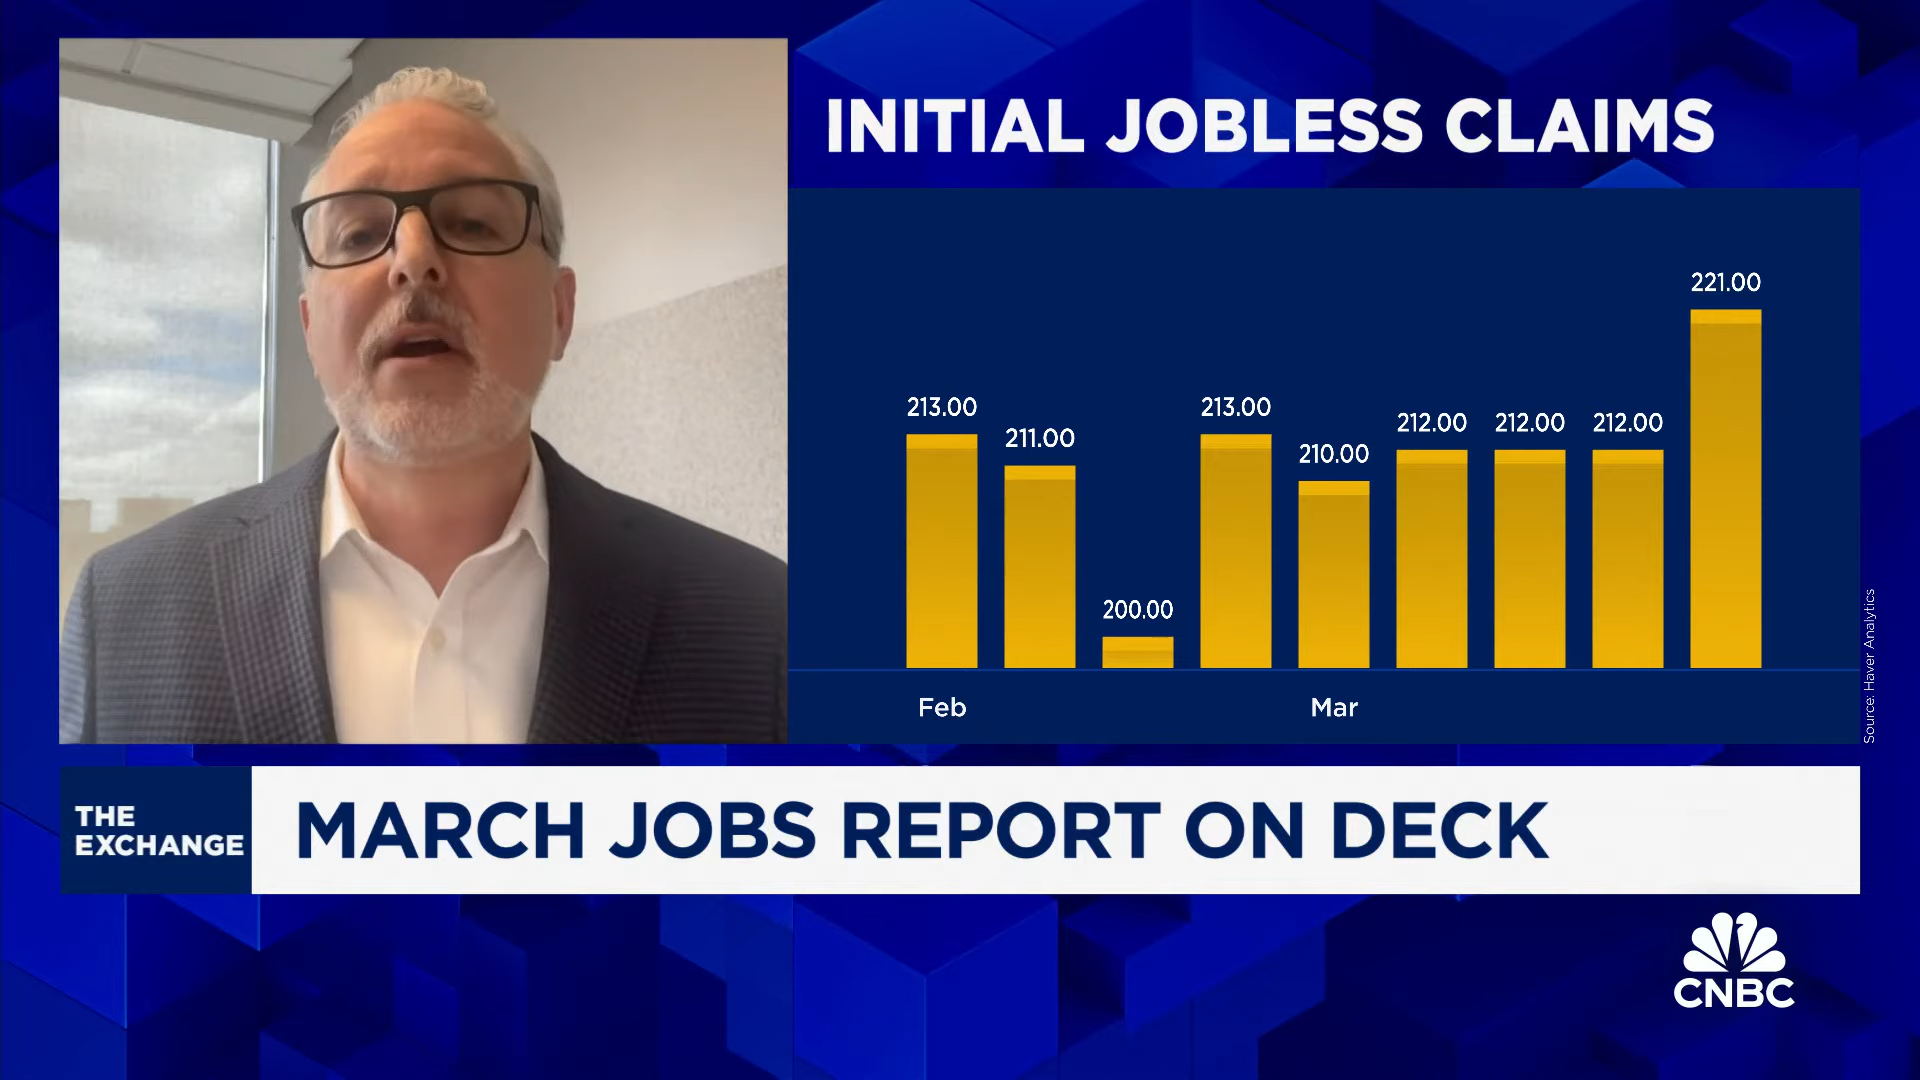 INITIAL JOBLESS CLAIMS
213.00
211.00
200.00
213.00
210.00
212.00
212.00
212.00
221.00
Feb
Mar
Source: Haver Analytics
THE
EXCHANGE
MARCH JOBS REPORT ON DECK
CNBC